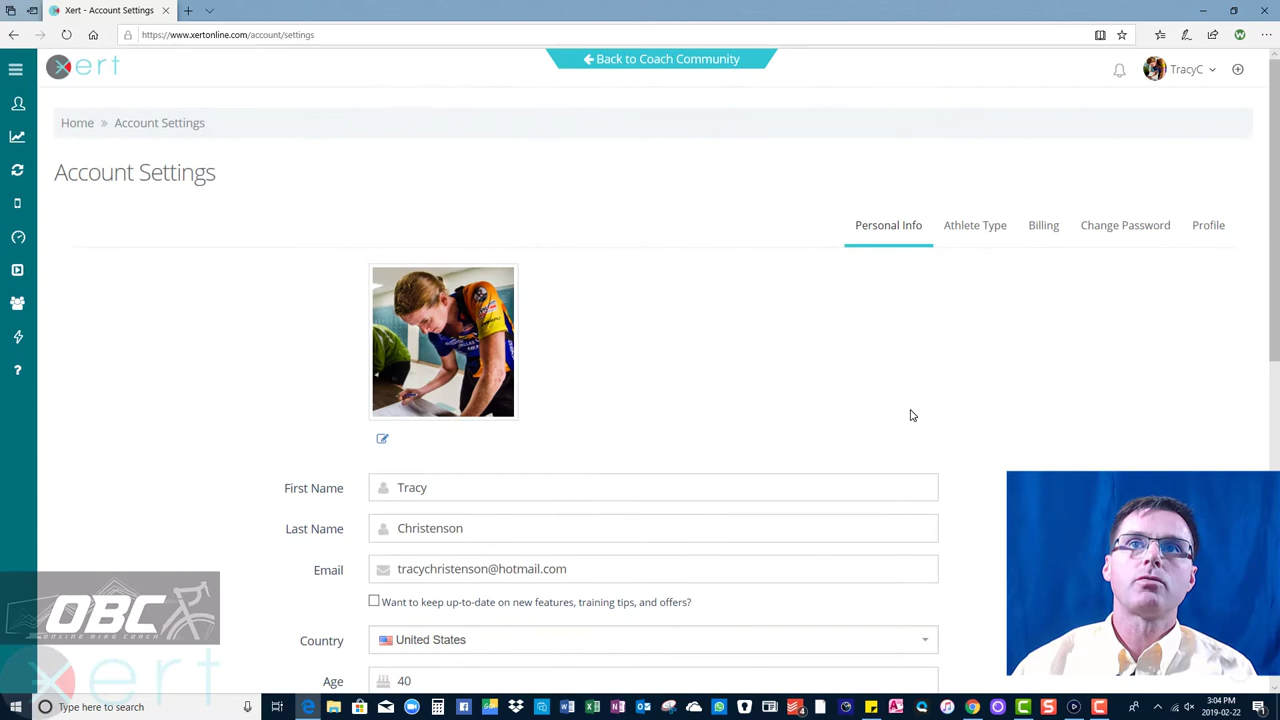 Xert - Account Settings
https://www.xertonline.com/account/settings
xert
Back to Coach Community
TracyC
Home » Account Settings
Account Settings
Personal Info
Athlete Type
Billing
Change Password
Profile
First Name
Tracy
Last Name
Christenson
Email
tracychristenson@hotmail.com
Want to keep up-to-date on new features, training tips, and offers?
Country
United States
Age
40
OBC
ONLINE BIKE COACH
xert
Type here to search
3:04 PM
2019-02-22